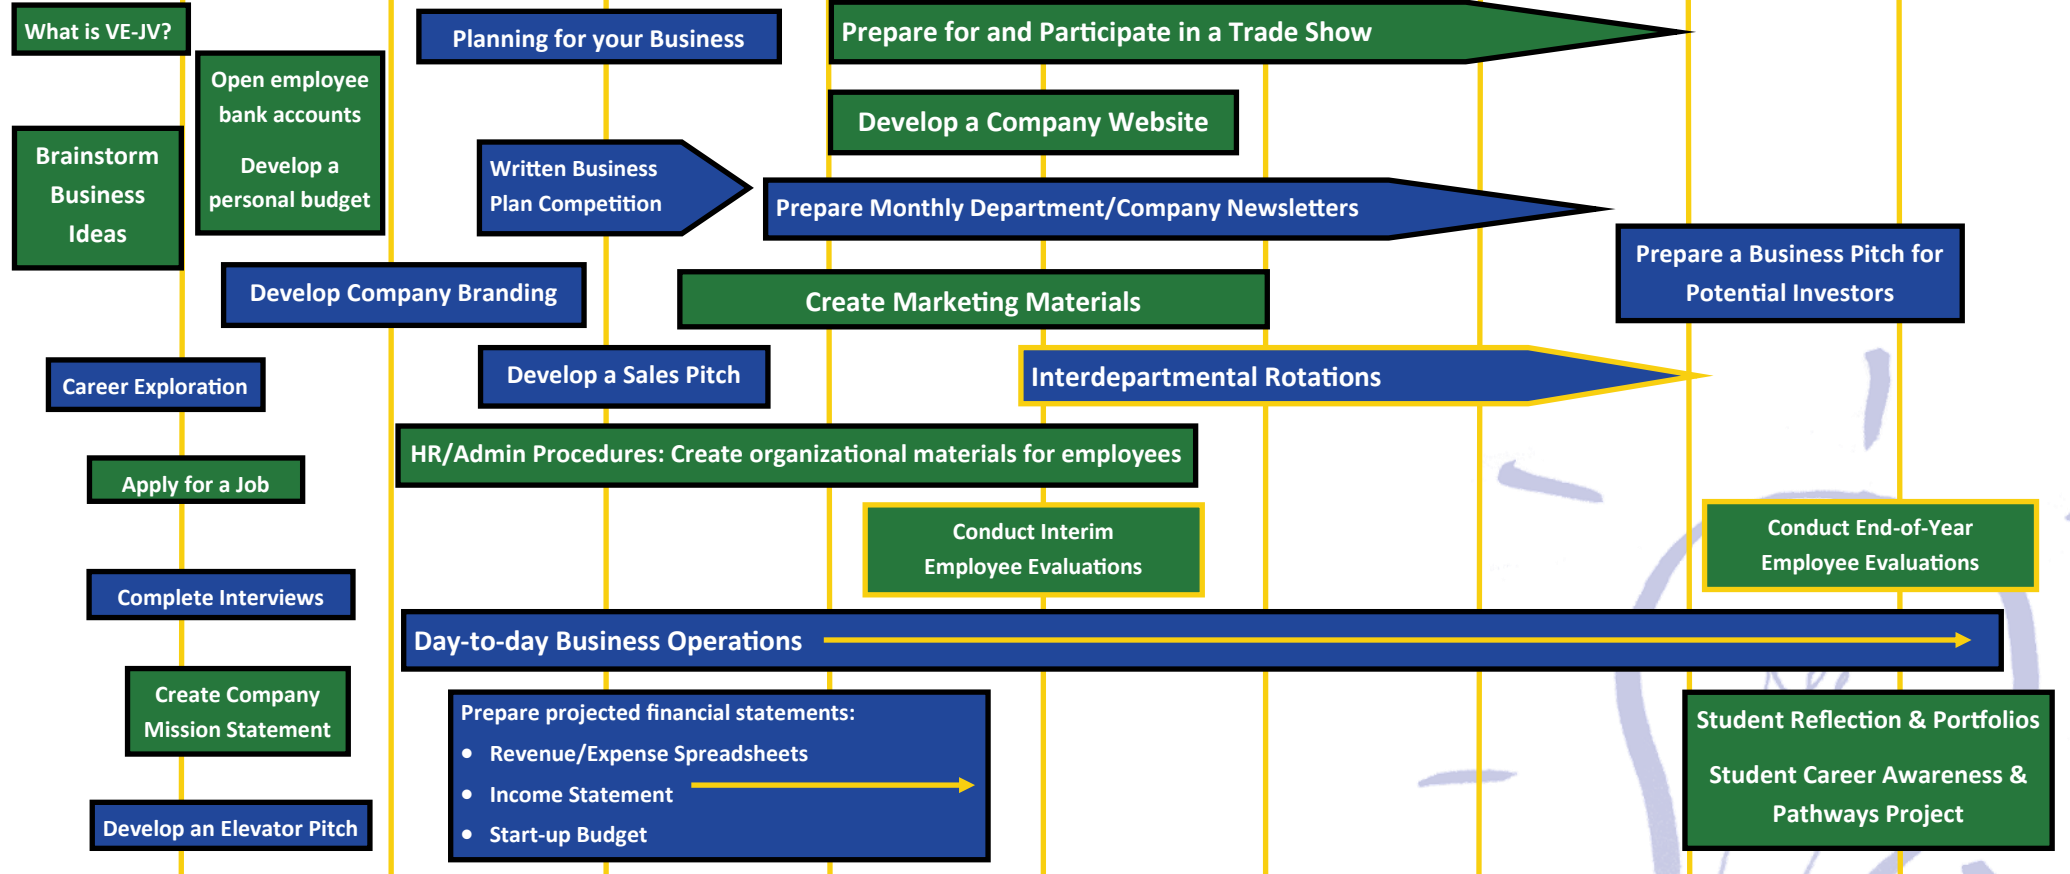 What is VE-JV?
Planning for your Business
Prepare for and Participate in a Trade Show
Open employee
bank accounts
Develop a
personal budget
Develop a Company Website
Brainstorm
Business
Ideas
Written Business
Plan Competition
Prepare Monthly Department/Company Newsletters
Prepare a Business Pitch for
Potential Investors
Develop Company Branding
Create Marketing Materials
Career Exploration
Develop a Sales Pitch
Interdepartmental Rotations
HR/Admin Procedures: Create organizational materials for employees
Apply for a Job
Conduct Interim
Employee Evaluations
Conduct End-of-Year
Employee Evaluations
Complete Interviews
Day-to-day Business Operations
Create Company
Mission Statement
Prepare projected financial statements:
• Revenue/Expense Spreadsheets
• Income Statement
• Start-up Budget
Student Reflection & Portfolios
Student Career Awareness &
Pathways Project
Develop an Elevator Pitch